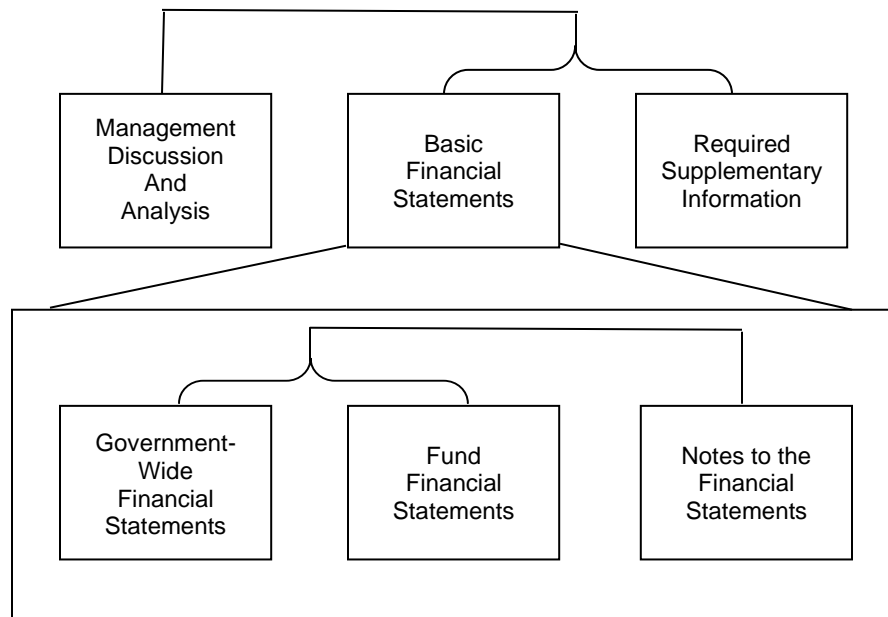 Management
Discussion
And
Analysis
Basic
Financial
Statements
Required
Supplementary
Information
Government-
Wide
Financial
Statements
Fund
Financial
Statements
Notes to the
Financial
Statements